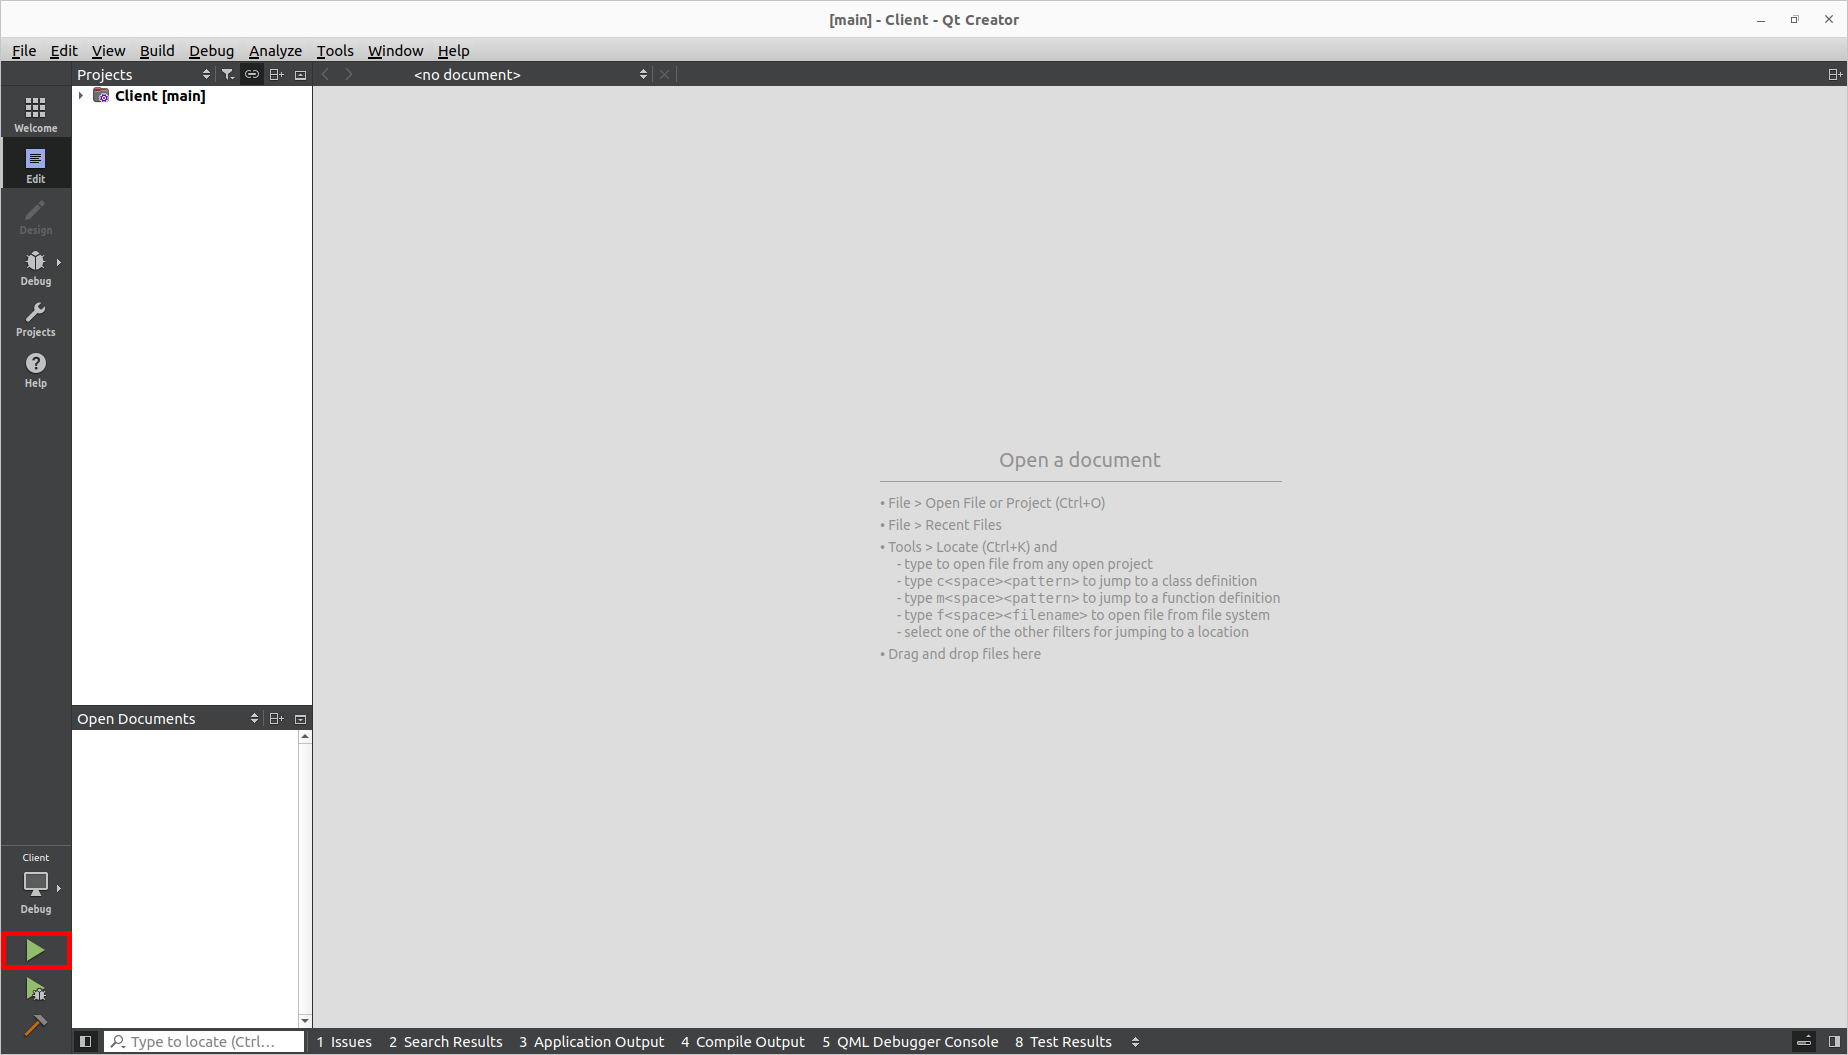 [main] - Client - Qt Creator
File Edit View Build Debug Analyze Tools Window Help
Projects <no document>
Client [main]
Welcome
Edit
Design
Debug
Projects
Help
Open a document
• File > Open File or Project (Ctrl+O)
• File > Recent Files
• Tools > Locate (Ctrl+K) and
- type to open file from any open project
- type c<space><pattern> to jump to a class definition
- type m<space><pattern> to jump to a function definition
- type f<space><filename> to open file from file system
- select one of the other filters for jumping to a location
• Drag and drop files here
Open Documents
Client
Debug
Type to locate (Ctrl... 1 Issues 2 Search Results 3 Application Output 4 Compile Output 5 QML Debugger Console 8 Test Results